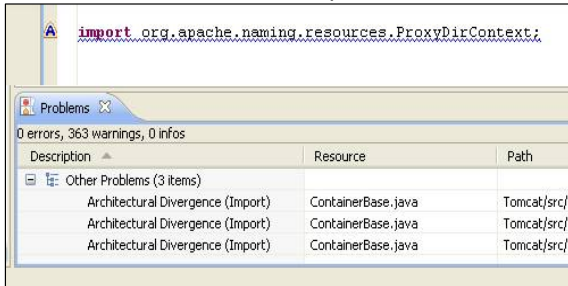 A import org.apache.naming.resources.ProxyDirContext;
Problems
0 errors, 363 warnings, 0 infos
Description Resource Path
Other Problems (3 items)
Architectural Divergence (Import) ContainerBase.java Tomcat/src/
Architectural Divergence (Import) ContainerBase.java Tomcat/src/
Architectural Divergence (Import) ContainerBase.java Tomcat/src/